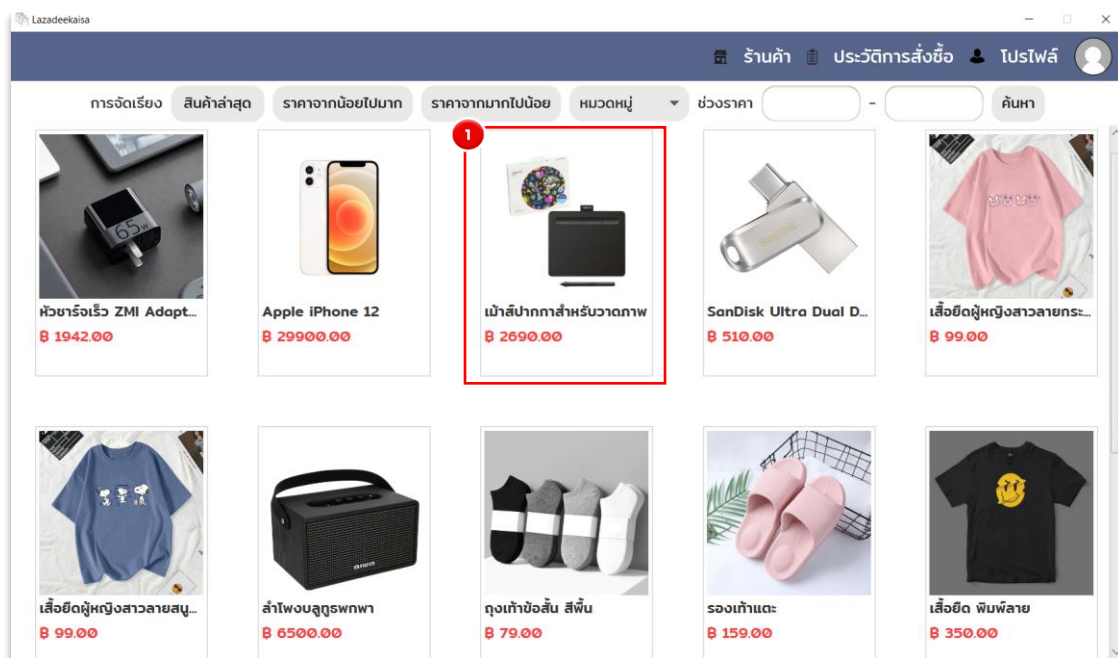 Lazadeekaisa
ร้านค้า ประวัติการสั่งซื้อ โปรไฟล์
การจัดเรียง สินค้าล่าสุด ราคาจากน้อยไปมาก ราคาจากมากไปน้อย หมวดหมู่ ช่วงราคา - ค้นหา
1
65w
SanDisk
หัวชาร์จเร็ว ZMI Adapt... Apple iPhone 12 เม้าส์ปากกาสำหรับวาดภาพ SanDisk Ultra Dual D... เสื้อยืดผู้หญิงสาวลายกระ...
฿ 1942.00 ฿ 29900.00 ฿ 2690.00 ฿ 510.00 ฿ 99.00
aiwa
เสื้อยืดผู้หญิงสาวลายสนู... ลำโพงบลูทูธพกพา ถุงเท้าข้อสั้น สีพื้น รองเท้าแตะ เสื้อยืด พิมพ์ลาย
฿ 99.00 ฿ 6500.00 ฿ 79.00 ฿ 159.00 ฿ 350.00